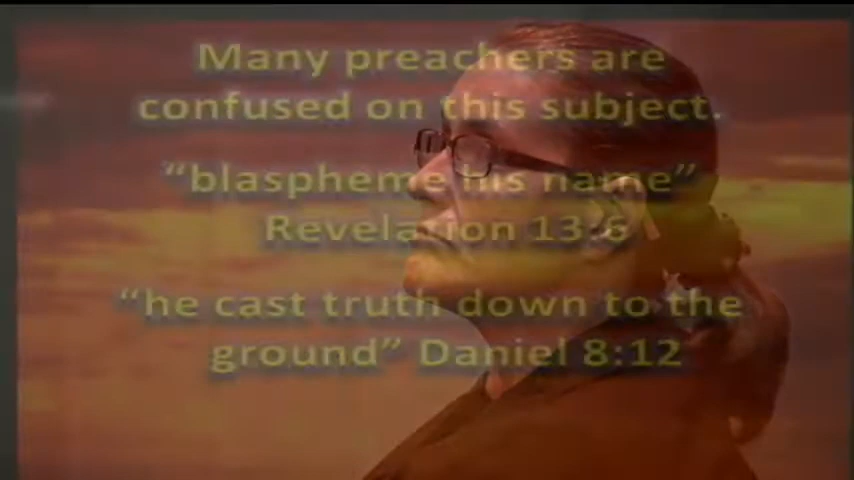 Many preachers are
confused on this subject.
“blaspheme his name”
Revelation 13:6
“he cast truth down to the
ground” Daniel 8:12